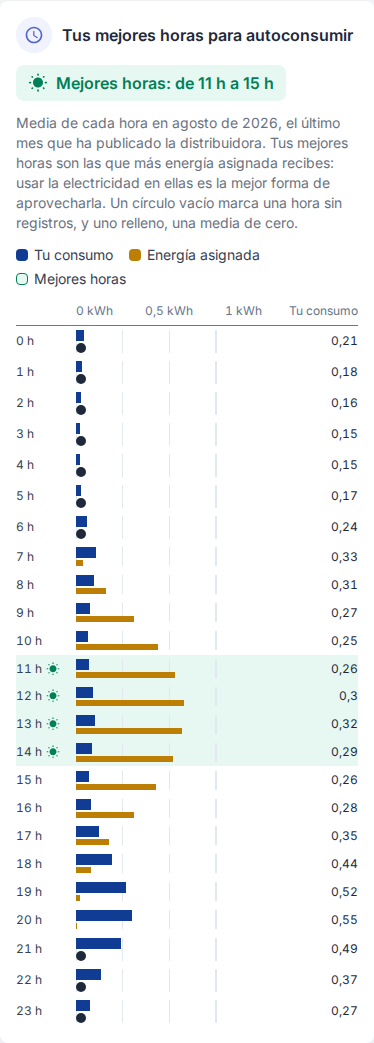 Tus mejores horas para autoconsumir
Mejores horas: de 11 h a 15 h
Media de cada hora en agosto de 2026, el último
mes que ha publicado la distribuidora. Tus mejores
horas son las que más energía asignada recibes:
usar la electricidad en ellas es la mejor forma de
aprovecharla. Un círculo vacío marca una hora sin
registros, y uno relleno, una media de cero.
Tu consumo Energía asignada
Mejores horas
0 kWh 0,5 kWh 1 kWh Tu consumo
0 h 0,21
1 h 0,18
2 h 0,16
3 h 0,15
4 h 0,15
5 h 0,17
6 h 0,24
7 h 0,33
8 h 0,31
9 h 0,27
10 h 0,25
11 h 0,26
12 h 0,3
13 h 0,32
14 h 0,29
15 h 0,26
16 h 0,28
17 h 0,35
18 h 0,44
19 h 0,52
20 h 0,55
21 h 0,49
22 h 0,37
23 h 0,27